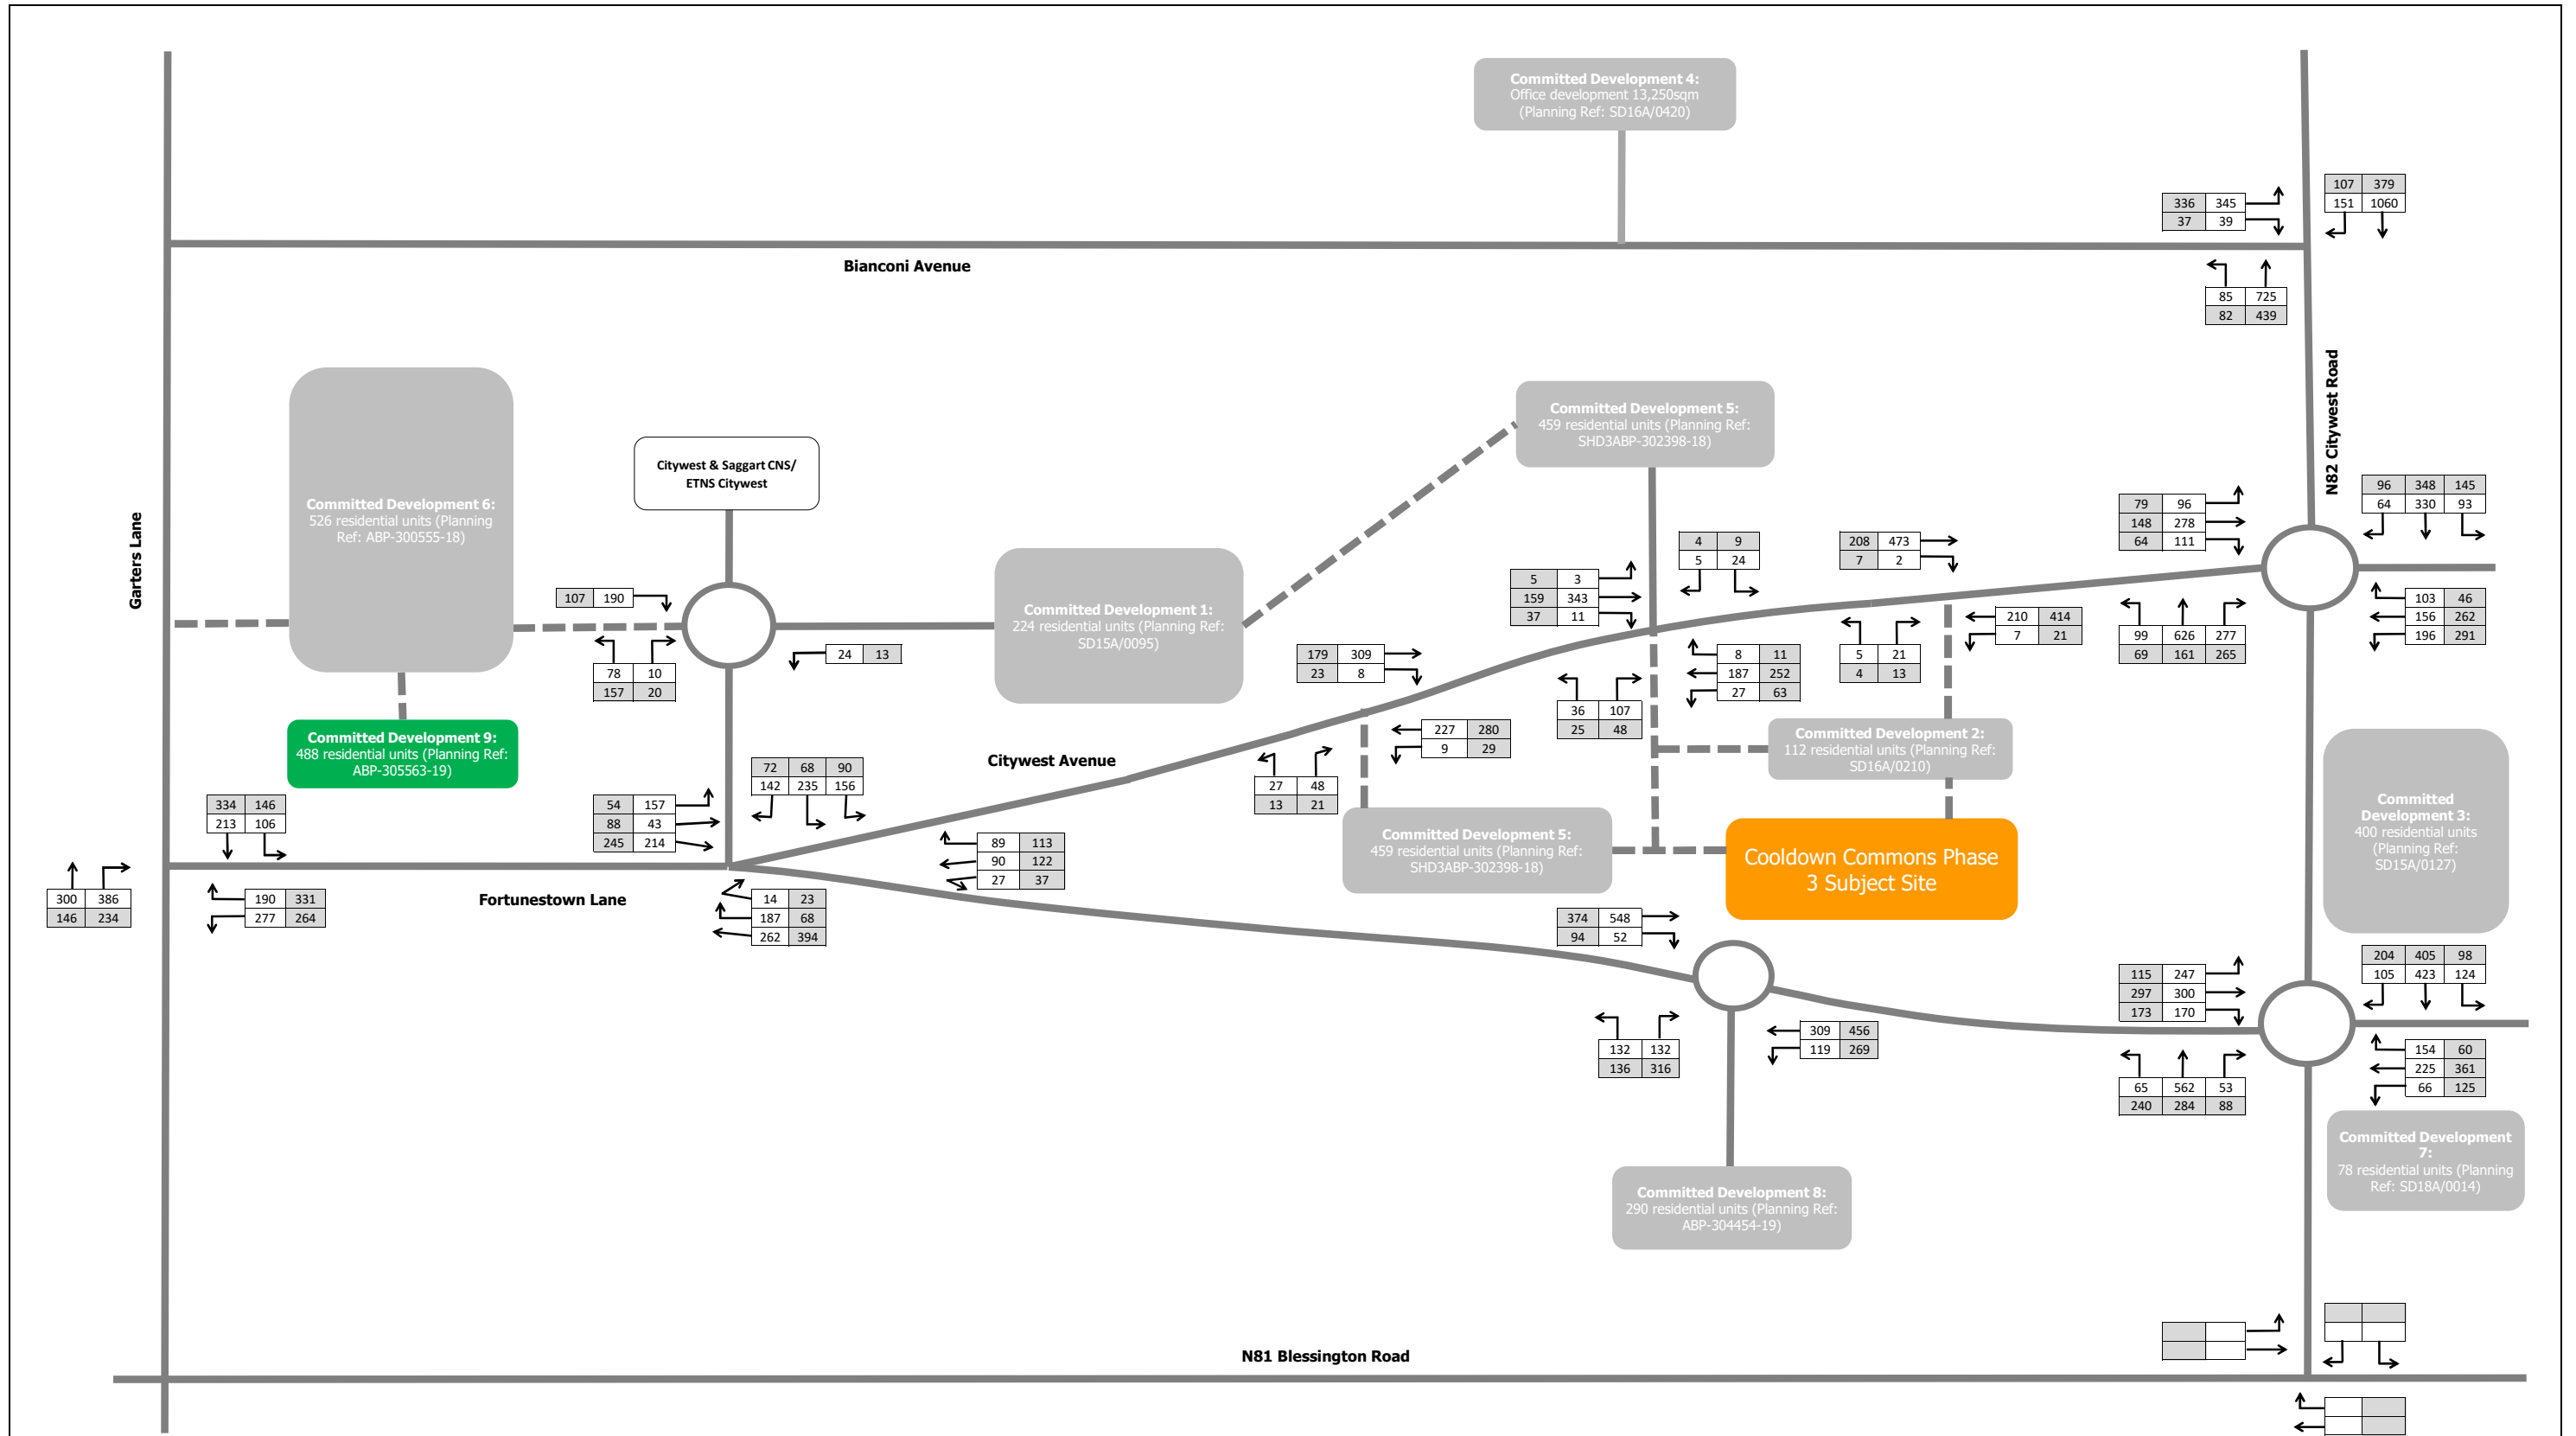 Committed Development 4:
Office development 13,250sqm
(Planning Ref: SD16A/0420)
107 379
151 1060
336 345
37 39
Bianconi Avenue
85 725
82 439
N82 Citywest Road
Committed Development 5:
459 residential units (Planning Ref:
SHD3ABP-302398-18)
Citywest & Saggart CNS/
ETNS Citywest
Committed Development 6:
526 residential units (Planning
Ref: ABP-300555-18)
Garters Lane
96 348 145
64 330 93
79 96
148 278
64 111
4 9
5 24
208 473
7 2
5 3
159 343
37 11
107 190
Committed Development 1:
224 residential units (Planning Ref:
SD15A/0095)
103 46
156 262
196 291
99 626 277
69 161 265
210 414
7 21
5 21
4 13
8 11
187 252
27 63
179 309
23 8
24 13
78 10
157 20
36 107
25 48
Committed Development 9:
488 residential units (Planning Ref:
ABP-305563-19)
227 280
9 29
Committed Development 2:
112 residential units (Planning Ref:
SD16A/0210)
Citywest Avenue
72 68 90
142 235 156
27 48
13 21
Committed
Development 3:
400 residential units
(Planning Ref:
SD15A/0127)
334 146
213 106
54 157
88 43
245 214
Committed Development 5:
459 residential units (Planning Ref:
SHD3ABP-302398-18)
Cooldown Commons Phase
3 Subject Site
89 113
90 122
27 37
300 386
146 234
190 331
277 264
Fortunestown Lane
14 23
187 68
262 394
374 548
94 52
204 405 98
105 423 124
115 247
297 300
173 170
309 456
119 269
132 132
136 316
154 60
225 361
66 125
65 562 53
240 284 88
Committed Development
7:
78 residential units (Planning
Ref: SD18A/0014)
Committed Development 8:
290 residential units (Planning Ref:
ABP-304454-19)
N81 Blessington Road